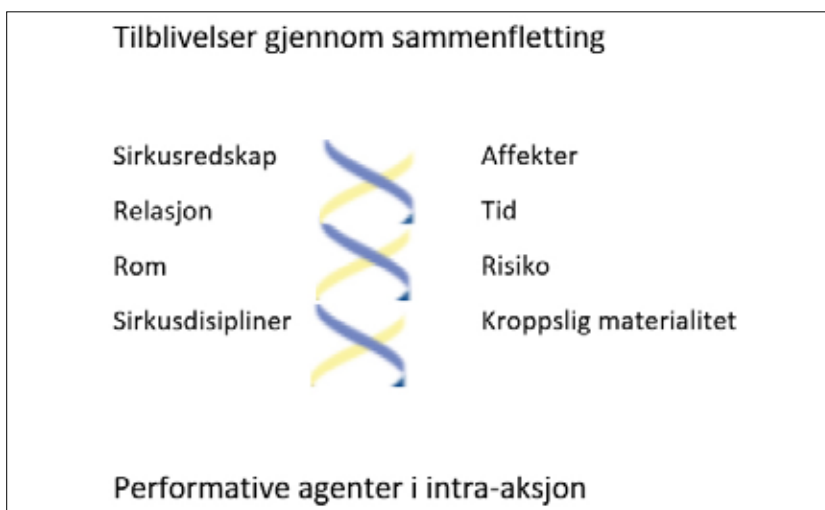 Tilblivelser gjennom sammenfletting
Sirkusredskap
Affekter
Relasjon
Tid
Rom
Risiko
Sirkusdisipliner
Kroppslig materialitet
Performative agenter i intra-aksjon